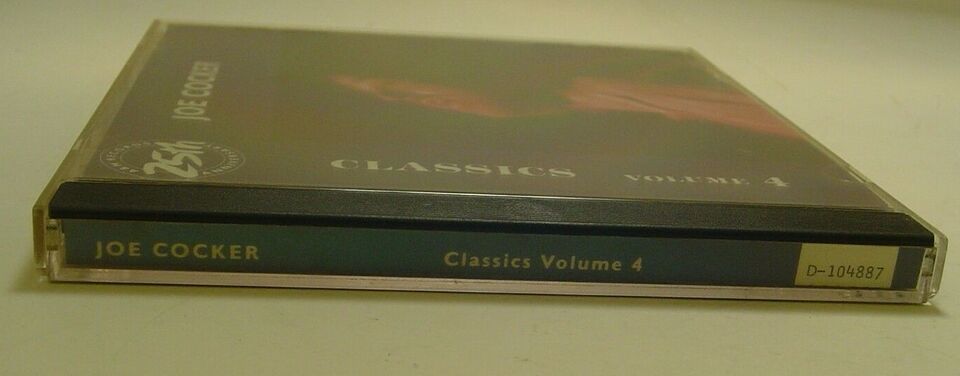 JOE COCKER
25th
CLASSICS VOLUME 4
JOE COCKER Classics Volume 4 D-104887